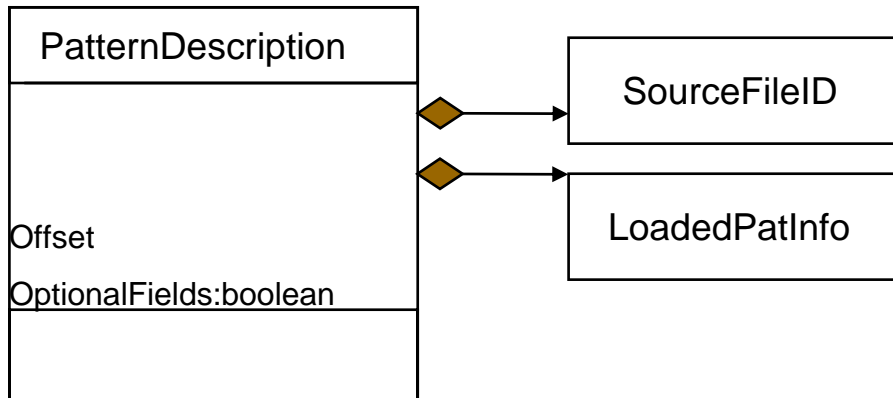 PatternDescription
SourceFileID
LoadedPatInfo
Offset
OptionalFields:boolean